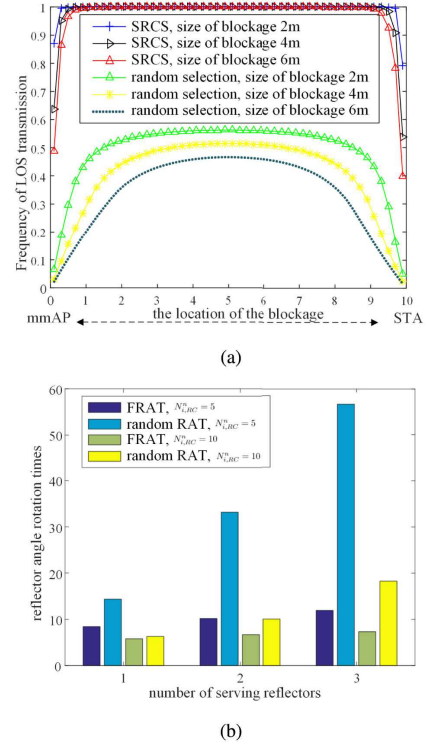 1
0.9
0.8
0.7
0.6
0.5
0.4
0.3
0.2
0.1
0
Frequency of LOS transmission
SRCS, size of blockage 2m
SRCS, size of blockage 4m
SRCS, size of blockage 6m
random selection, size of blockage 2m
random selection, size of blockage 4m
random selection, size of blockage 6m
0 1 2 3 4 5 6 7 8 9 10
mmAP the location of the blockage STA
(a)
60
50
40
30
20
10
0
reflector angle rotation times
FRAT, $N_{i,RC}^{n} = 5$
random RAT, $N_{i,RC}^{n} = 5$
FRAT, $N_{i,RC}^{n} = 10$
random RAT, $N_{i,RC}^{n} = 10$
1 2 3
number of serving reflectors
(b)